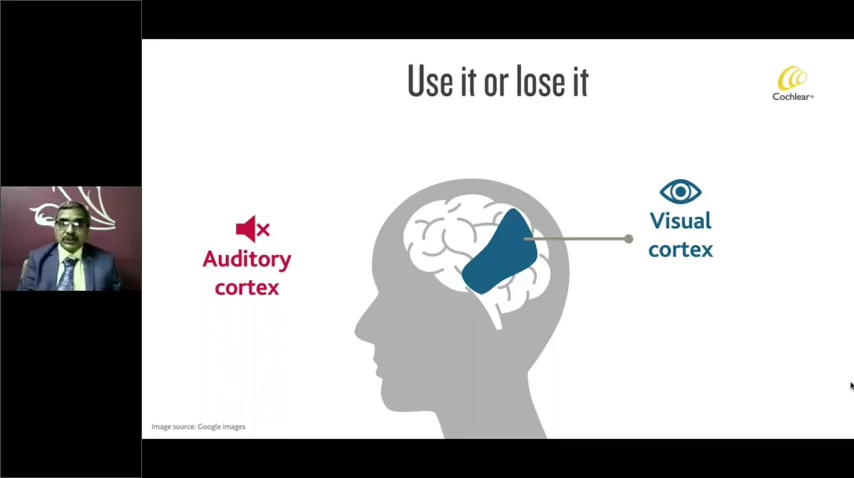 Use it or lose it
Cochlear®
Auditory
cortex
Visual
cortex
Image source: Google images